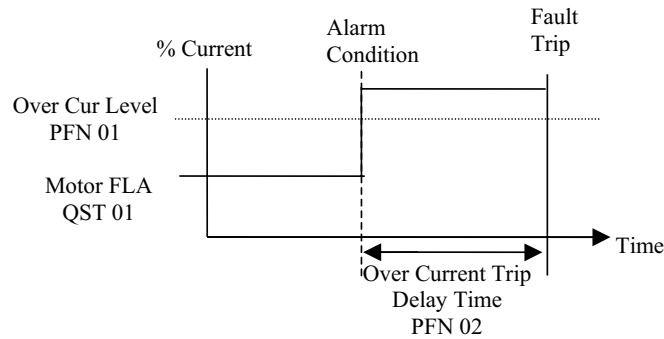 Fault
Trip
Alarm
Condition
% Current
Over Cur Level
PFN 01
Motor FLA
QST 01
Time
Over Current Trip
Delay Time
PFN 02